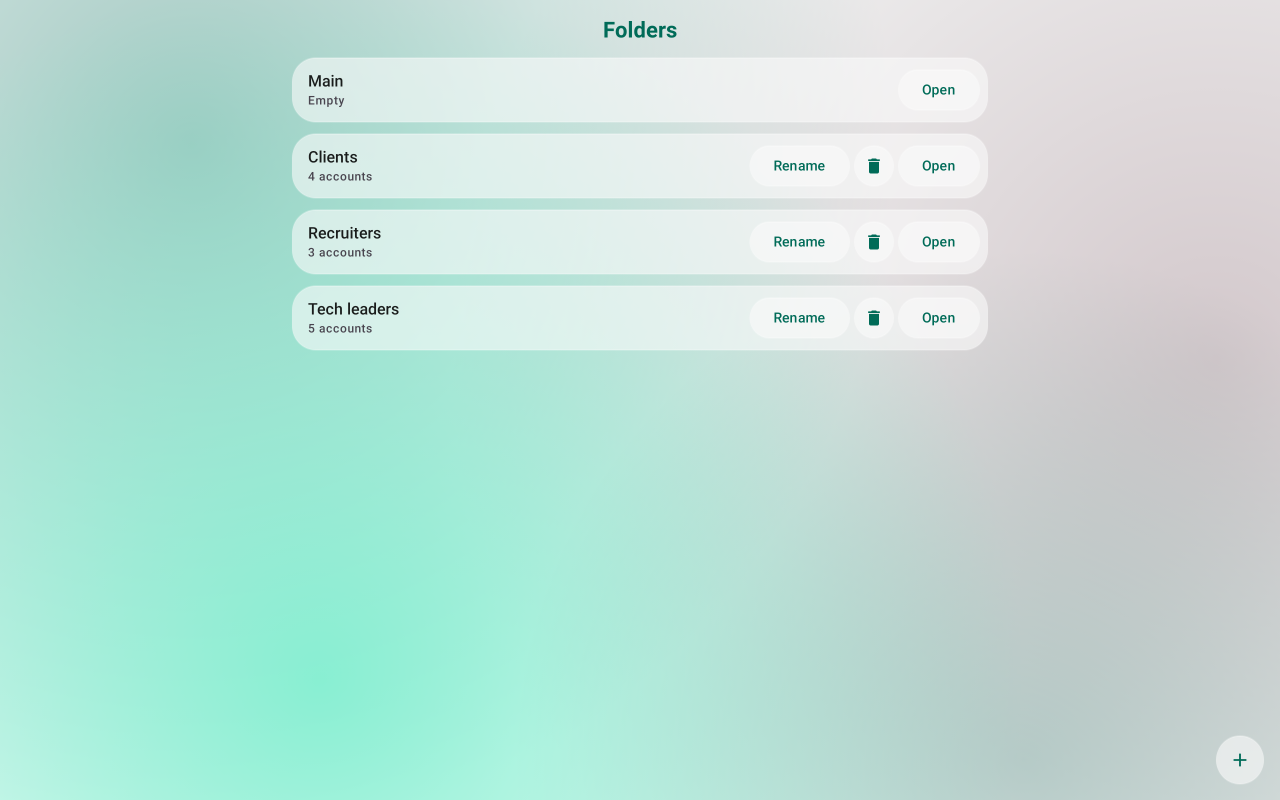 Folders
Main
Empty
Open
Clients
4 accounts
Rename
Open
Recruiters
3 accounts
Rename
Open
Tech leaders
5 accounts
Rename
Open